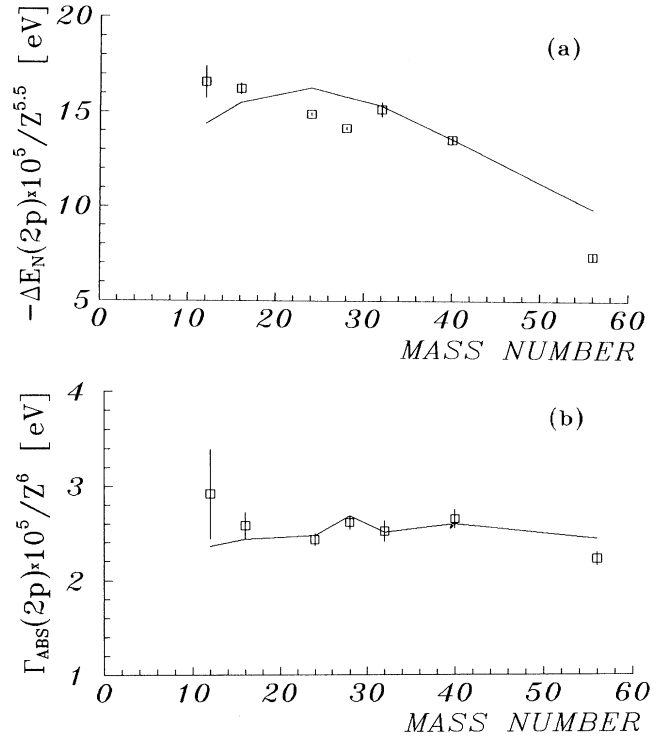 (a)
-ΔE_N(2p)×10^5/Z^5.5 [eV]
20
15
10
5
0 10 20 30 40 50 60
MASS NUMBER
(b)
Γ_ABS(2p)×10^5/Z^6 [eV]
4
3
2
1
0 10 20 30 40 50 60
MASS NUMBER